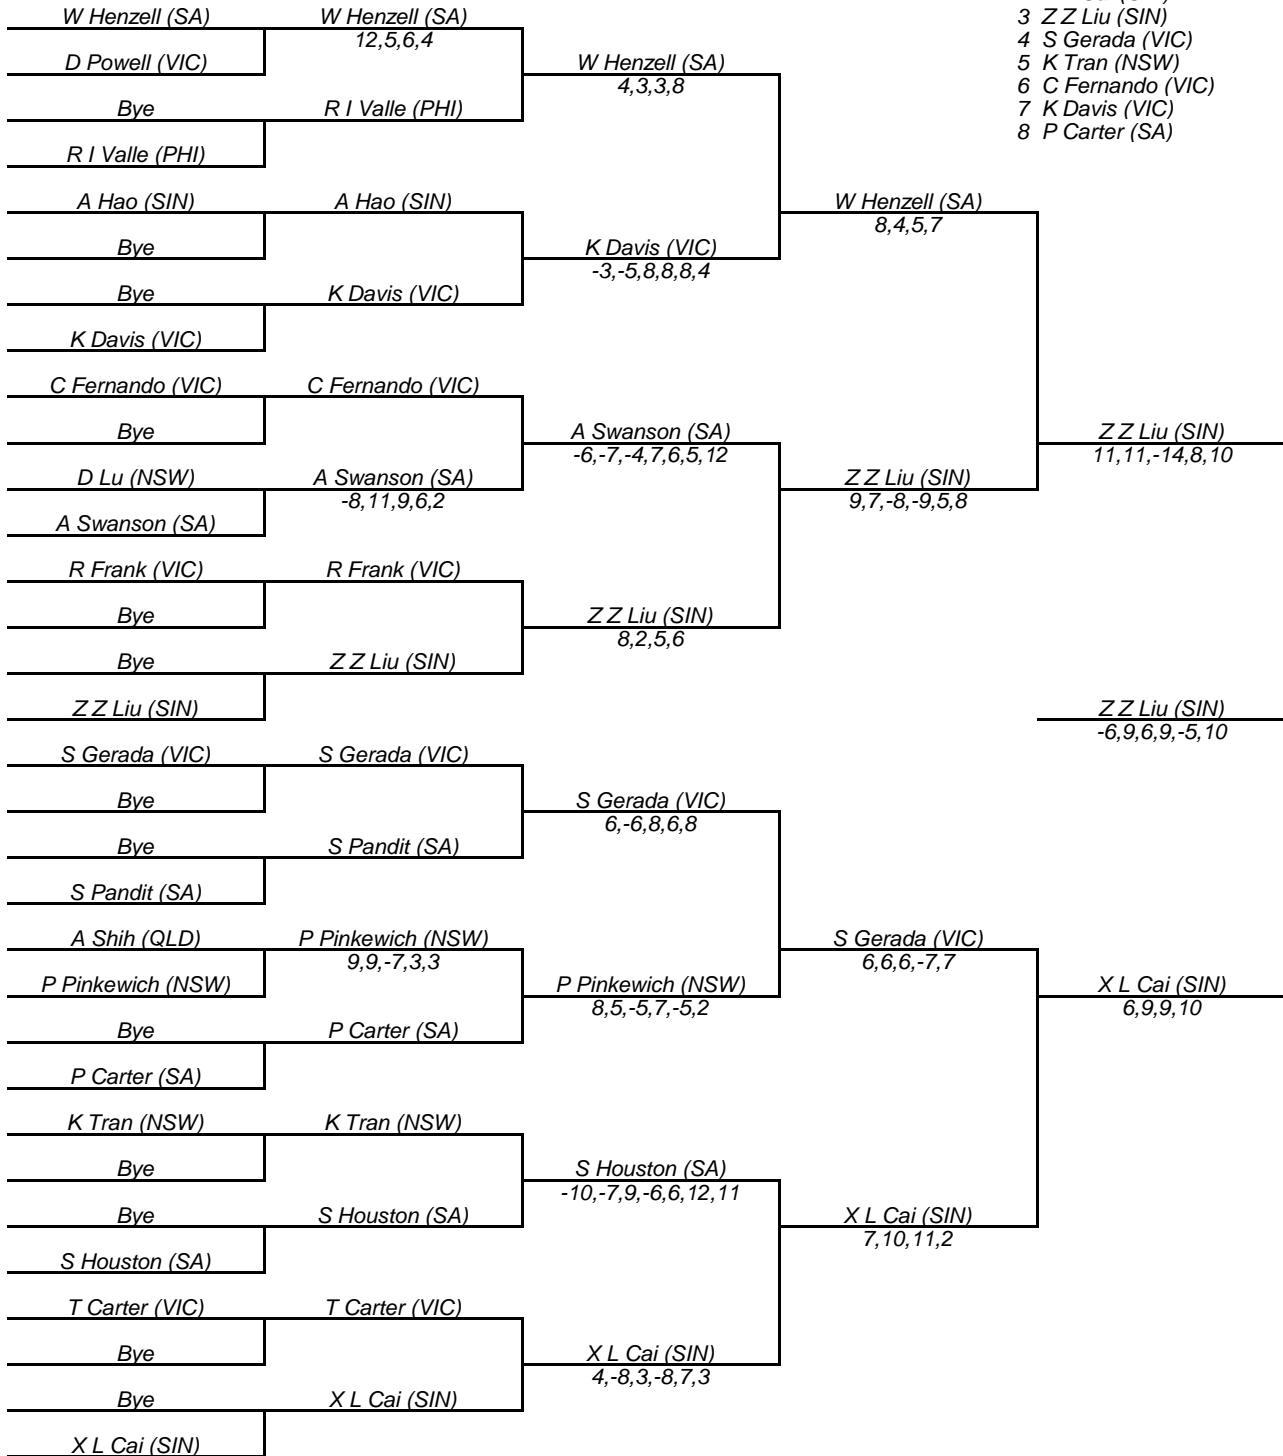 3 Z Z Liu (SIN)
4 S Gerada (VIC)
5 K Tran (NSW)
6 C Fernando (VIC)
7 K Davis (VIC)
8 P Carter (SA)
W Henzell (SA)
D Powell (VIC)
Bye
R I Valle (PHI)
A Hao (SIN)
Bye
Bye
K Davis (VIC)
C Fernando (VIC)
Bye
D Lu (NSW)
A Swanson (SA)
R Frank (VIC)
Bye
Bye
Z Z Liu (SIN)
S Gerada (VIC)
Bye
Bye
S Pandit (SA)
A Shih (QLD)
P Pinkewich (NSW)
Bye
P Carter (SA)
K Tran (NSW)
Bye
Bye
S Houston (SA)
T Carter (VIC)
Bye
Bye
X L Cai (SIN)
W Henzell (SA)
12,5,6,4
R I Valle (PHI)
A Hao (SIN)
K Davis (VIC)
C Fernando (VIC)
A Swanson (SA)
-8,11,9,6,2
R Frank (VIC)
Z Z Liu (SIN)
S Gerada (VIC)
S Pandit (SA)
P Pinkewich (NSW)
9,9,-7,3,3
P Carter (SA)
K Tran (NSW)
S Houston (SA)
T Carter (VIC)
X L Cai (SIN)
W Henzell (SA)
4,3,3,8
K Davis (VIC)
-3,-5,8,8,8,4
A Swanson (SA)
-6,-7,-4,7,6,5,12
Z Z Liu (SIN)
8,2,5,6
S Gerada (VIC)
6,-6,8,6,8
P Pinkewich (NSW)
8,5,-5,7,-5,2
S Houston (SA)
-10,-7,9,-6,6,12,11
X L Cai (SIN)
4,-8,3,-8,7,3
W Henzell (SA)
8,4,5,7
Z Z Liu (SIN)
9,7,-8,-9,5,8
S Gerada (VIC)
6,6,6,-7,7
X L Cai (SIN)
7,10,11,2
Z Z Liu (SIN)
11,11,-14,8,10
X L Cai (SIN)
6,9,9,10
Z Z Liu (SIN)
-6,9,6,9,-5,10